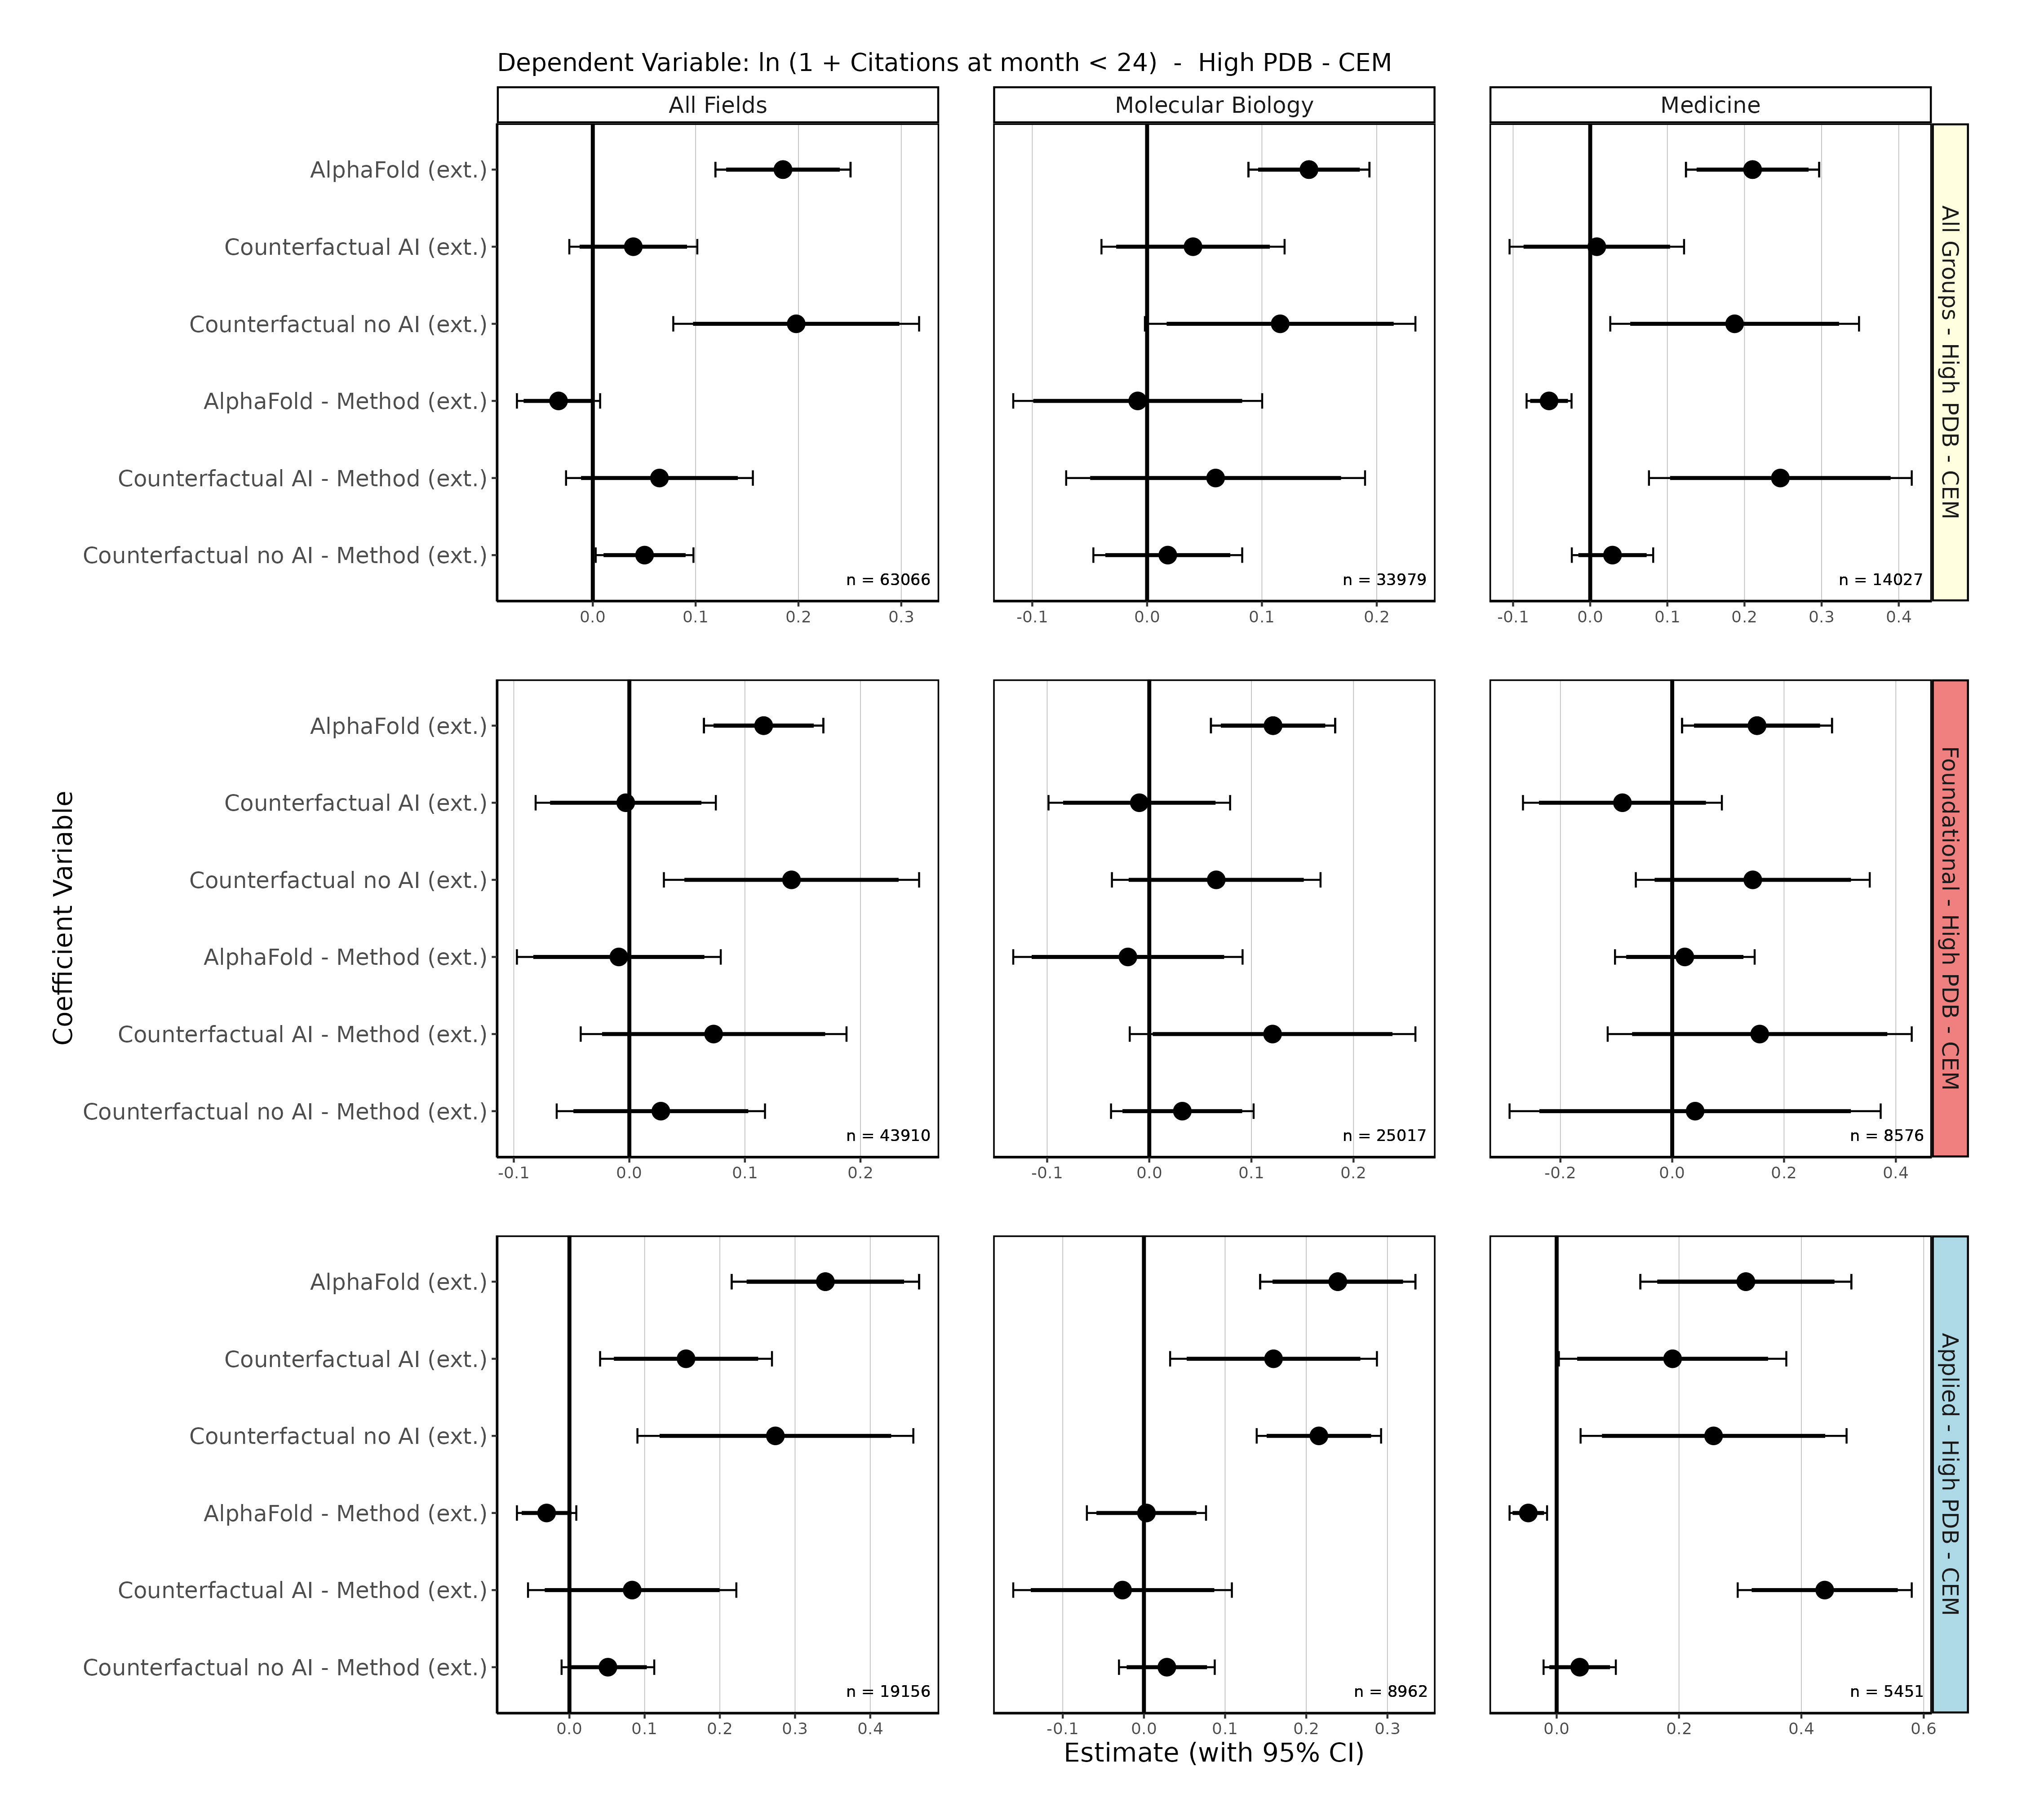 Dependent Variable: ln (1 + Citations at month < 24)  -  High PDB - CEM
All Fields
Molecular Biology
Medicine
AlphaFold (ext.)
Counterfactual AI (ext.)
Counterfactual no AI (ext.)
AlphaFold - Method (ext.)
Counterfactual AI - Method (ext.)
Counterfactual no AI - Method (ext.)
n = 63066
n = 33979
n = 14027
All Groups - High PDB - CEM
0.0 0.1 0.2 0.3
-0.1 0.0 0.1 0.2
-0.1 0.0 0.1 0.2 0.3 0.4
Coefficient Variable
AlphaFold (ext.)
Counterfactual AI (ext.)
Counterfactual no AI (ext.)
AlphaFold - Method (ext.)
Counterfactual AI - Method (ext.)
Counterfactual no AI - Method (ext.)
n = 43910
n = 25017
n = 8576
Foundational - High PDB - CEM
-0.1 0.0 0.1 0.2
-0.1 0.0 0.1 0.2
-0.2 0.0 0.2 0.4
AlphaFold (ext.)
Counterfactual AI (ext.)
Counterfactual no AI (ext.)
AlphaFold - Method (ext.)
Counterfactual AI - Method (ext.)
Counterfactual no AI - Method (ext.)
n = 19156
n = 8962
n = 5451
Applied - High PDB - CEM
0.0 0.1 0.2 0.3 0.4
-0.1 0.0 0.1 0.2 0.3
0.0 0.2 0.4 0.6
Estimate (with 95% CI)